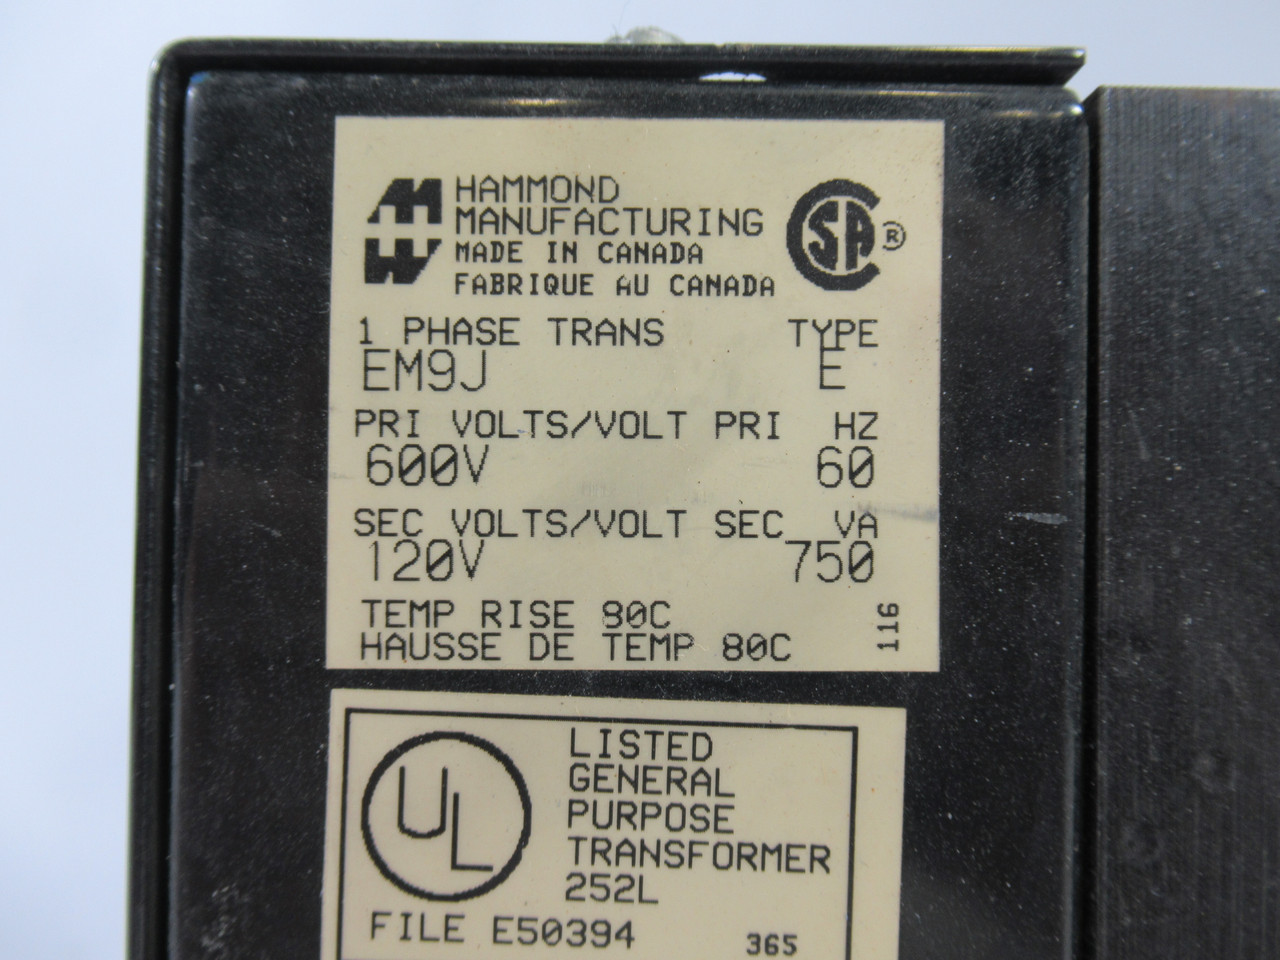 HAMMOND
MANUFACTURING
MADE IN CANADA
FABRIQUE AU CANADA
CSA ®
1 PHASE TRANS TYPE
EM9J E
PRI VOLTS/VOLT PRI HZ
600V 60
SEC VOLTS/VOLT SEC VA
120V 750
TEMP RISE 80C
HAUSSE DE TEMP 80C
116
UL
LISTED
GENERAL
PURPOSE
TRANSFORMER
252L
FILE E50394 365